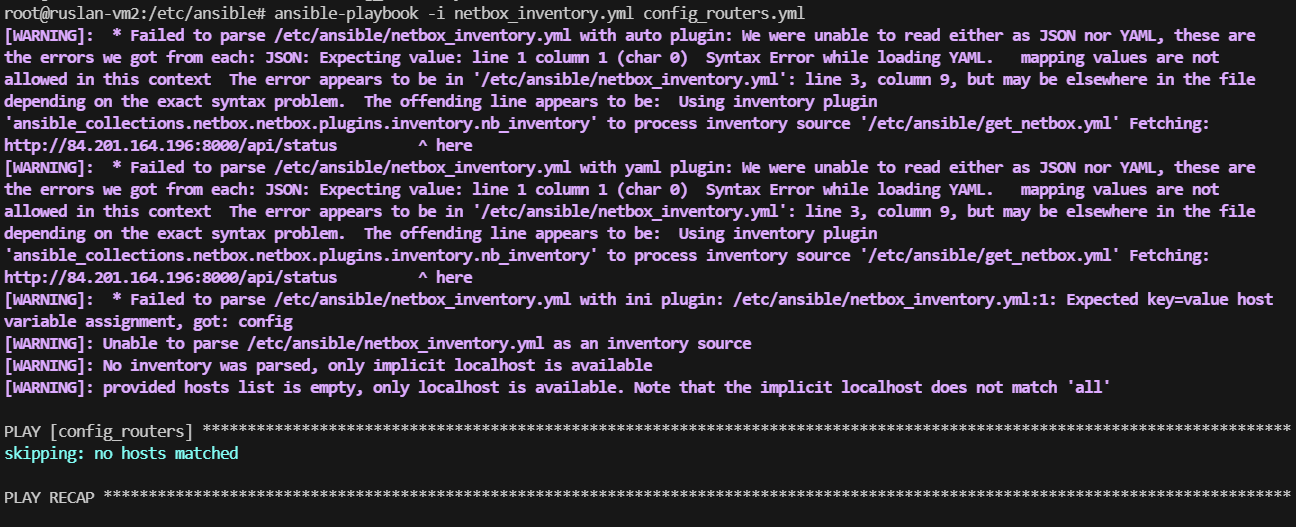 root@ruslan-vm2:/etc/ansible# ansible-playbook -i netbox_inventory.yml config_routers.yml
[WARNING]:  * Failed to parse /etc/ansible/netbox_inventory.yml with auto plugin: We were unable to read either as JSON nor YAML, these are
the errors we got from each: JSON: Expecting value: line 1 column 1 (char 0)  Syntax Error while loading YAML.   mapping values are not
allowed in this context  The error appears to be in '/etc/ansible/netbox_inventory.yml': line 3, column 9, but may be elsewhere in the file
depending on the exact syntax problem.  The offending line appears to be:  Using inventory plugin
'ansible_collections.netbox.netbox.plugins.inventory.nb_inventory' to process inventory source '/etc/ansible/get_netbox.yml' Fetching:
http://84.201.164.196:8000/api/status         ^ here
[WARNING]:  * Failed to parse /etc/ansible/netbox_inventory.yml with yaml plugin: We were unable to read either as JSON nor YAML, these are
the errors we got from each: JSON: Expecting value: line 1 column 1 (char 0)  Syntax Error while loading YAML.   mapping values are not
allowed in this context  The error appears to be in '/etc/ansible/netbox_inventory.yml': line 3, column 9, but may be elsewhere in the file
depending on the exact syntax problem.  The offending line appears to be:  Using inventory plugin
'ansible_collections.netbox.netbox.plugins.inventory.nb_inventory' to process inventory source '/etc/ansible/get_netbox.yml' Fetching:
http://84.201.164.196:8000/api/status         ^ here
[WARNING]:  * Failed to parse /etc/ansible/netbox_inventory.yml with ini plugin: /etc/ansible/netbox_inventory.yml:1: Expected key=value host
variable assignment, got: config
[WARNING]: Unable to parse /etc/ansible/netbox_inventory.yml as an inventory source
[WARNING]: No inventory was parsed, only implicit localhost is available
[WARNING]: provided hosts list is empty, only localhost is available. Note that the implicit localhost does not match 'all'
PLAY [config_routers] *************************************************************************************************************************
skipping: no hosts matched
PLAY RECAP ************************************************************************************************************************************